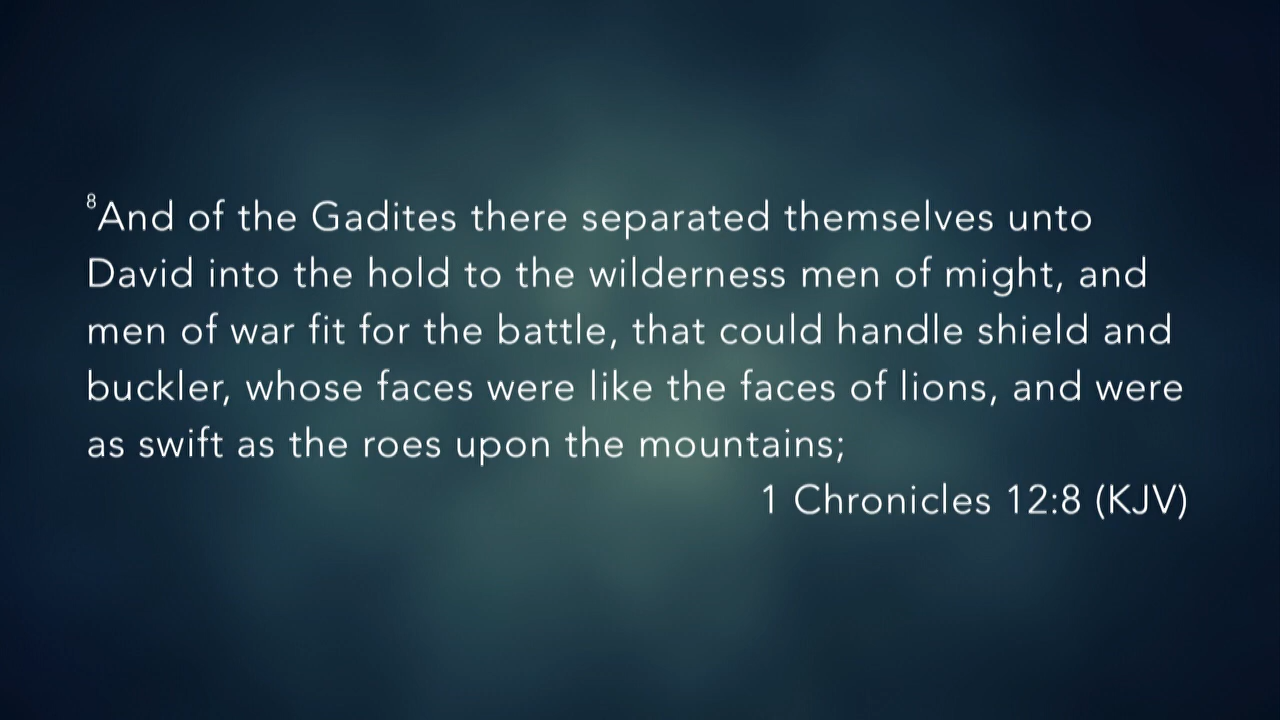 8And of the Gadites there separated themselves unto
David into the hold to the wilderness men of might, and
men of war fit for the battle, that could handle shield and
buckler, whose faces were like the faces of lions, and were
as swift as the roes upon the mountains;
1 Chronicles 12:8 (KJV)